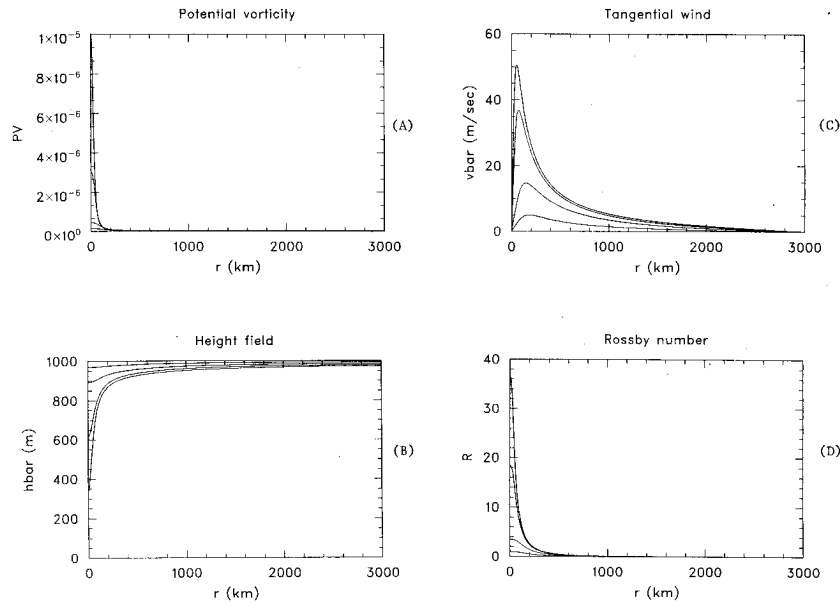 Potential vorticity
1×10⁻⁵
8×10⁻⁶
6×10⁻⁶
4×10⁻⁶
2×10⁻⁶
0×10⁰
PV
0
1000
2000
3000
r (km)
(A)
Tangential wind
60
40
20
0
vbar (m/sec)
0
1000
2000
3000
r (km)
(C)
Height field
1000
800
600
400
200
0
hbar (m)
0
1000
2000
3000
r (km)
(B)
Rossby number
40
30
20
10
0
R
0
1000
2000
3000
r (km)
(D)